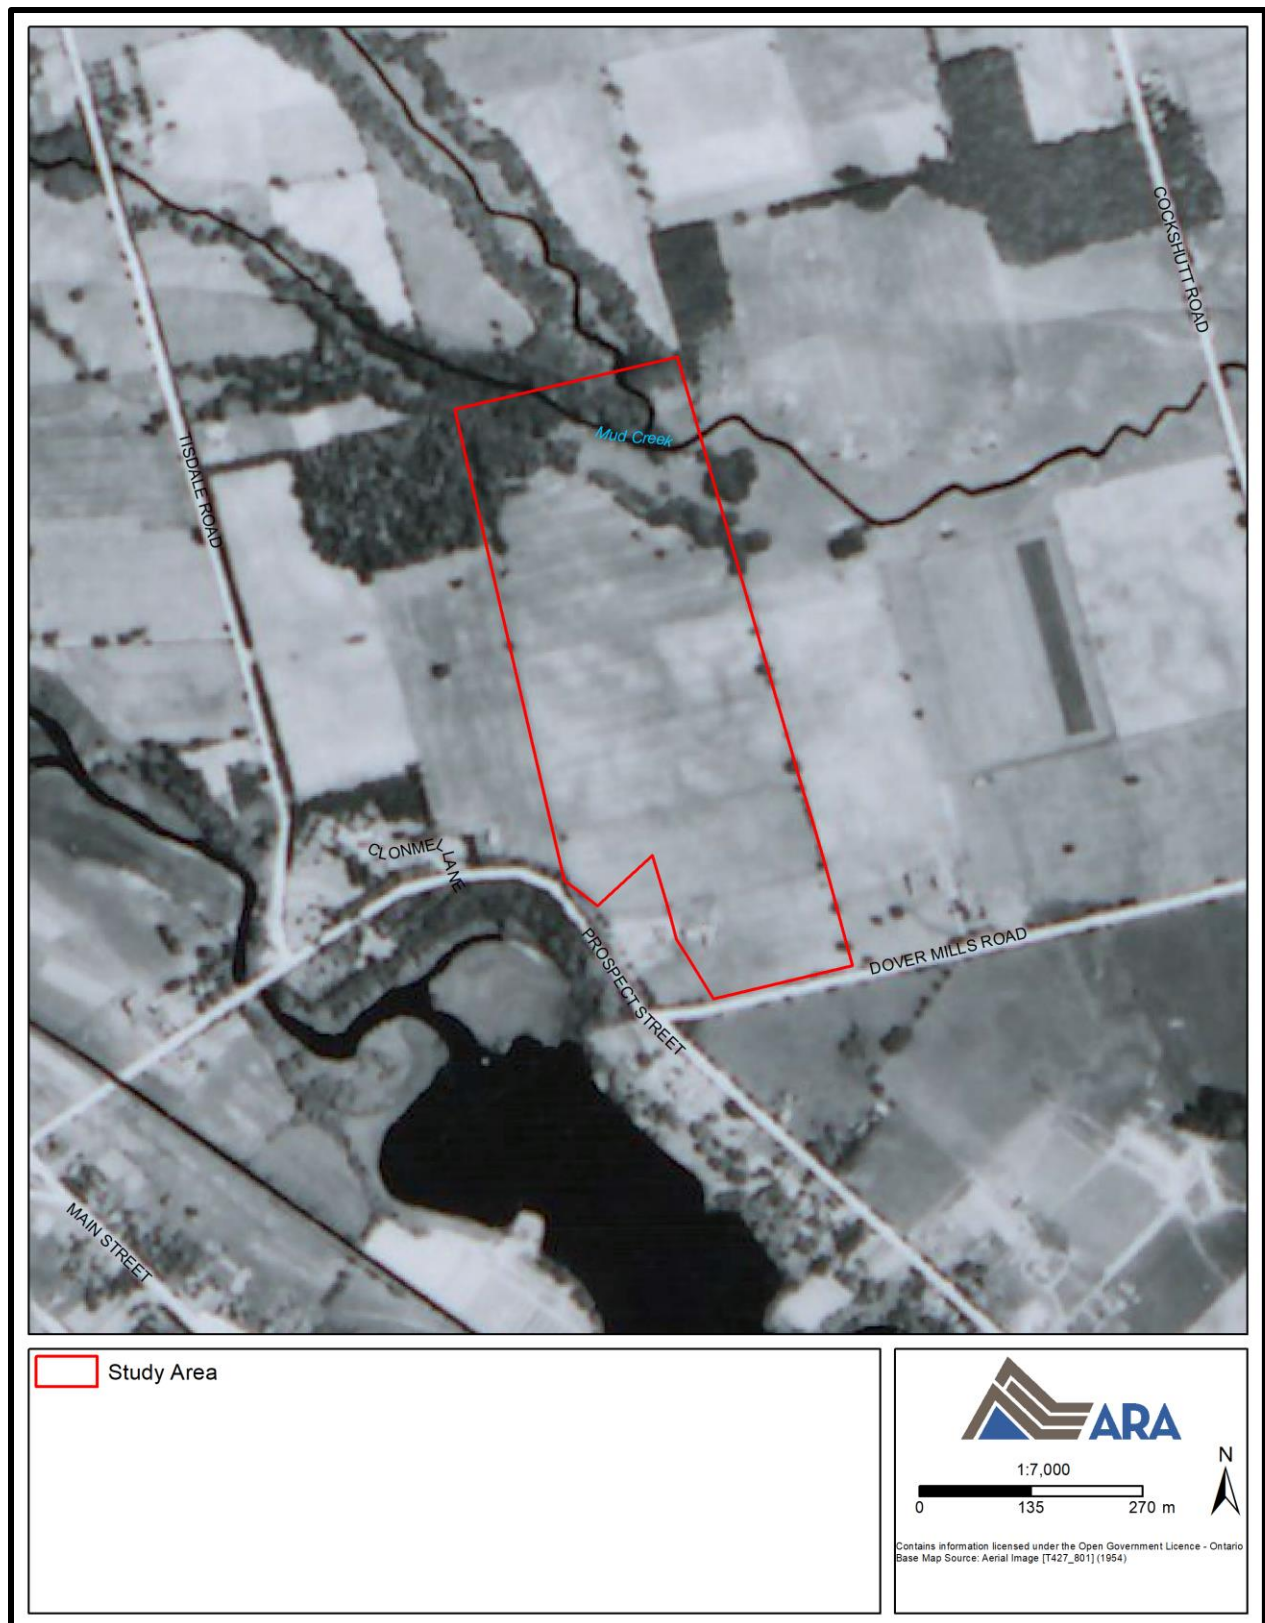 COCKSHUTT ROAD
TISDALE ROAD
Mud Creek
CLONMEL LANE
PROSPECT STREET
DOVER MILLS ROAD
MAIN STREET
Study Area
ARA
1:7,000
N
0 135 270 m
Contains information licensed under the Open Government Licence - Ontario
Base Map Source: Aerial Image [T427_801] (1954)